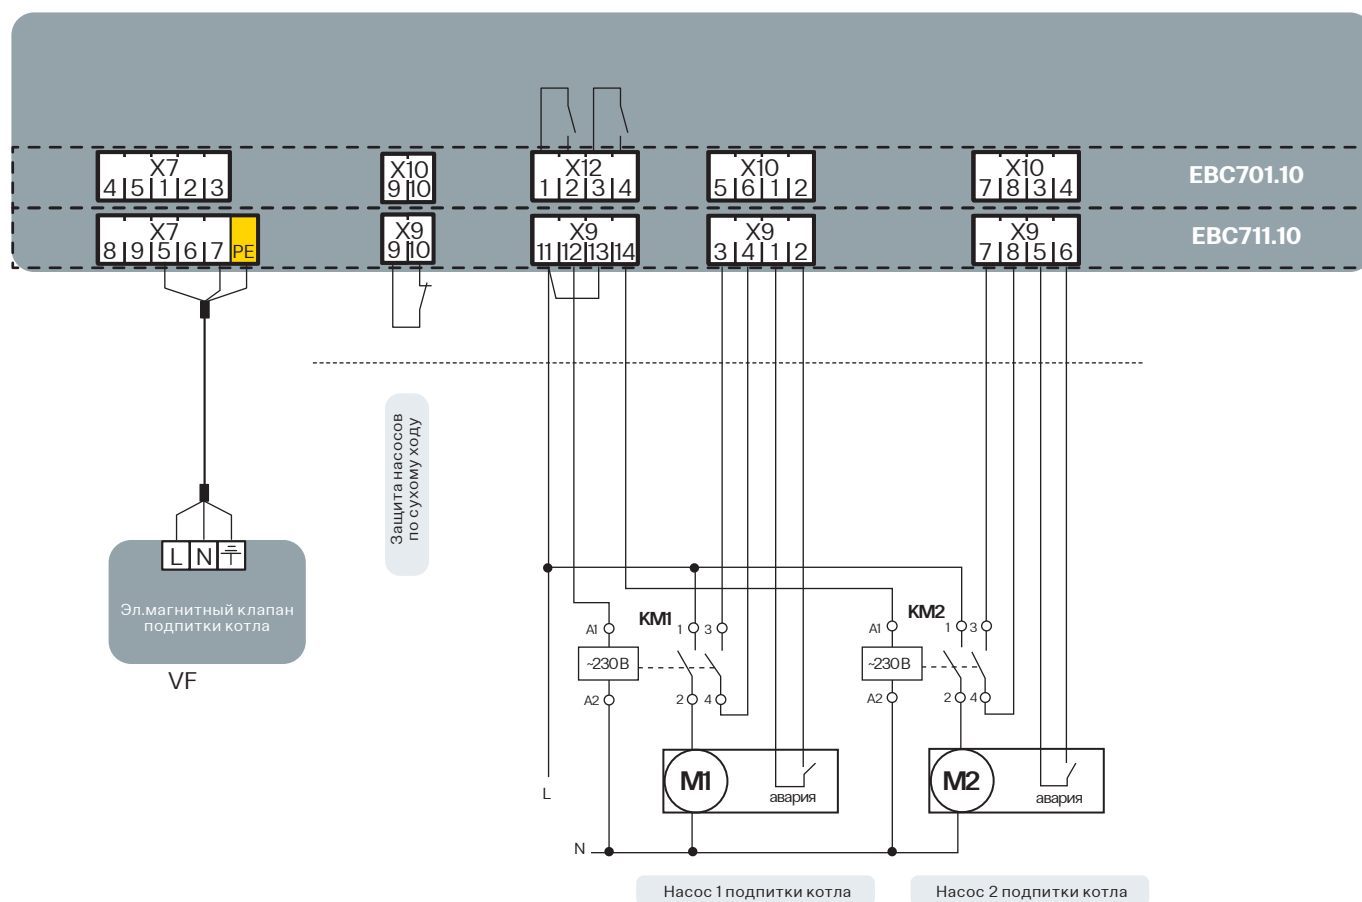 X7
4 5 1 2 3
X10
9 10
X12
1 2 3 4
X10
5 6 1 2
X10
7 8 3 4
EBC701.10
X7
8 9 5 6 7 PE
X9
9 10
X9
11 12 13 14
X9
3 4 1 2
X9
7 8 5 6
EBC711.10
Защита насосов
по сухому ходу
L N
Эл.магнитный клапан
подпитки котла
VF
KM1
A1 1 3
~230 В
A2 2 4
KM2
A1 1 3
~230 В
A2 2 4
M1
авария
M2
авария
L
N
Насос 1 подпитки котла
Насос 2 подпитки котла